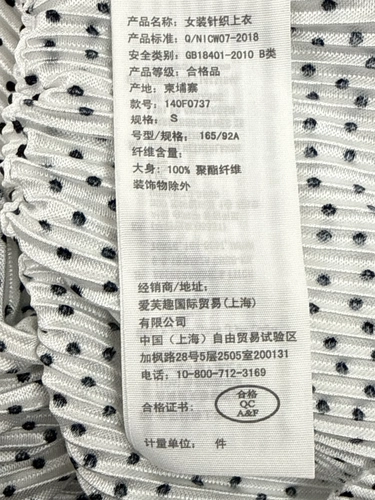 产品名称: 女装针织上衣
产品标准: Q/NICW07-2018
安全类别: GB18401-2010 B类
产品等级: 合格品
产地: 柬埔寨
款号: 140F0737
规格: S
号型/规格: 165/92A
纤维含量:
大身: 100% 聚酯纤维
装饰物除外
经销商/地址:
爱芙趣国际贸易(上海)
有限公司
中国 (上海) 自由贸易试验区
加枫路28号5层2505室200131
电话: 10-800-712-3169
合格证书:
合格
QC
A&F
计量单位: 件